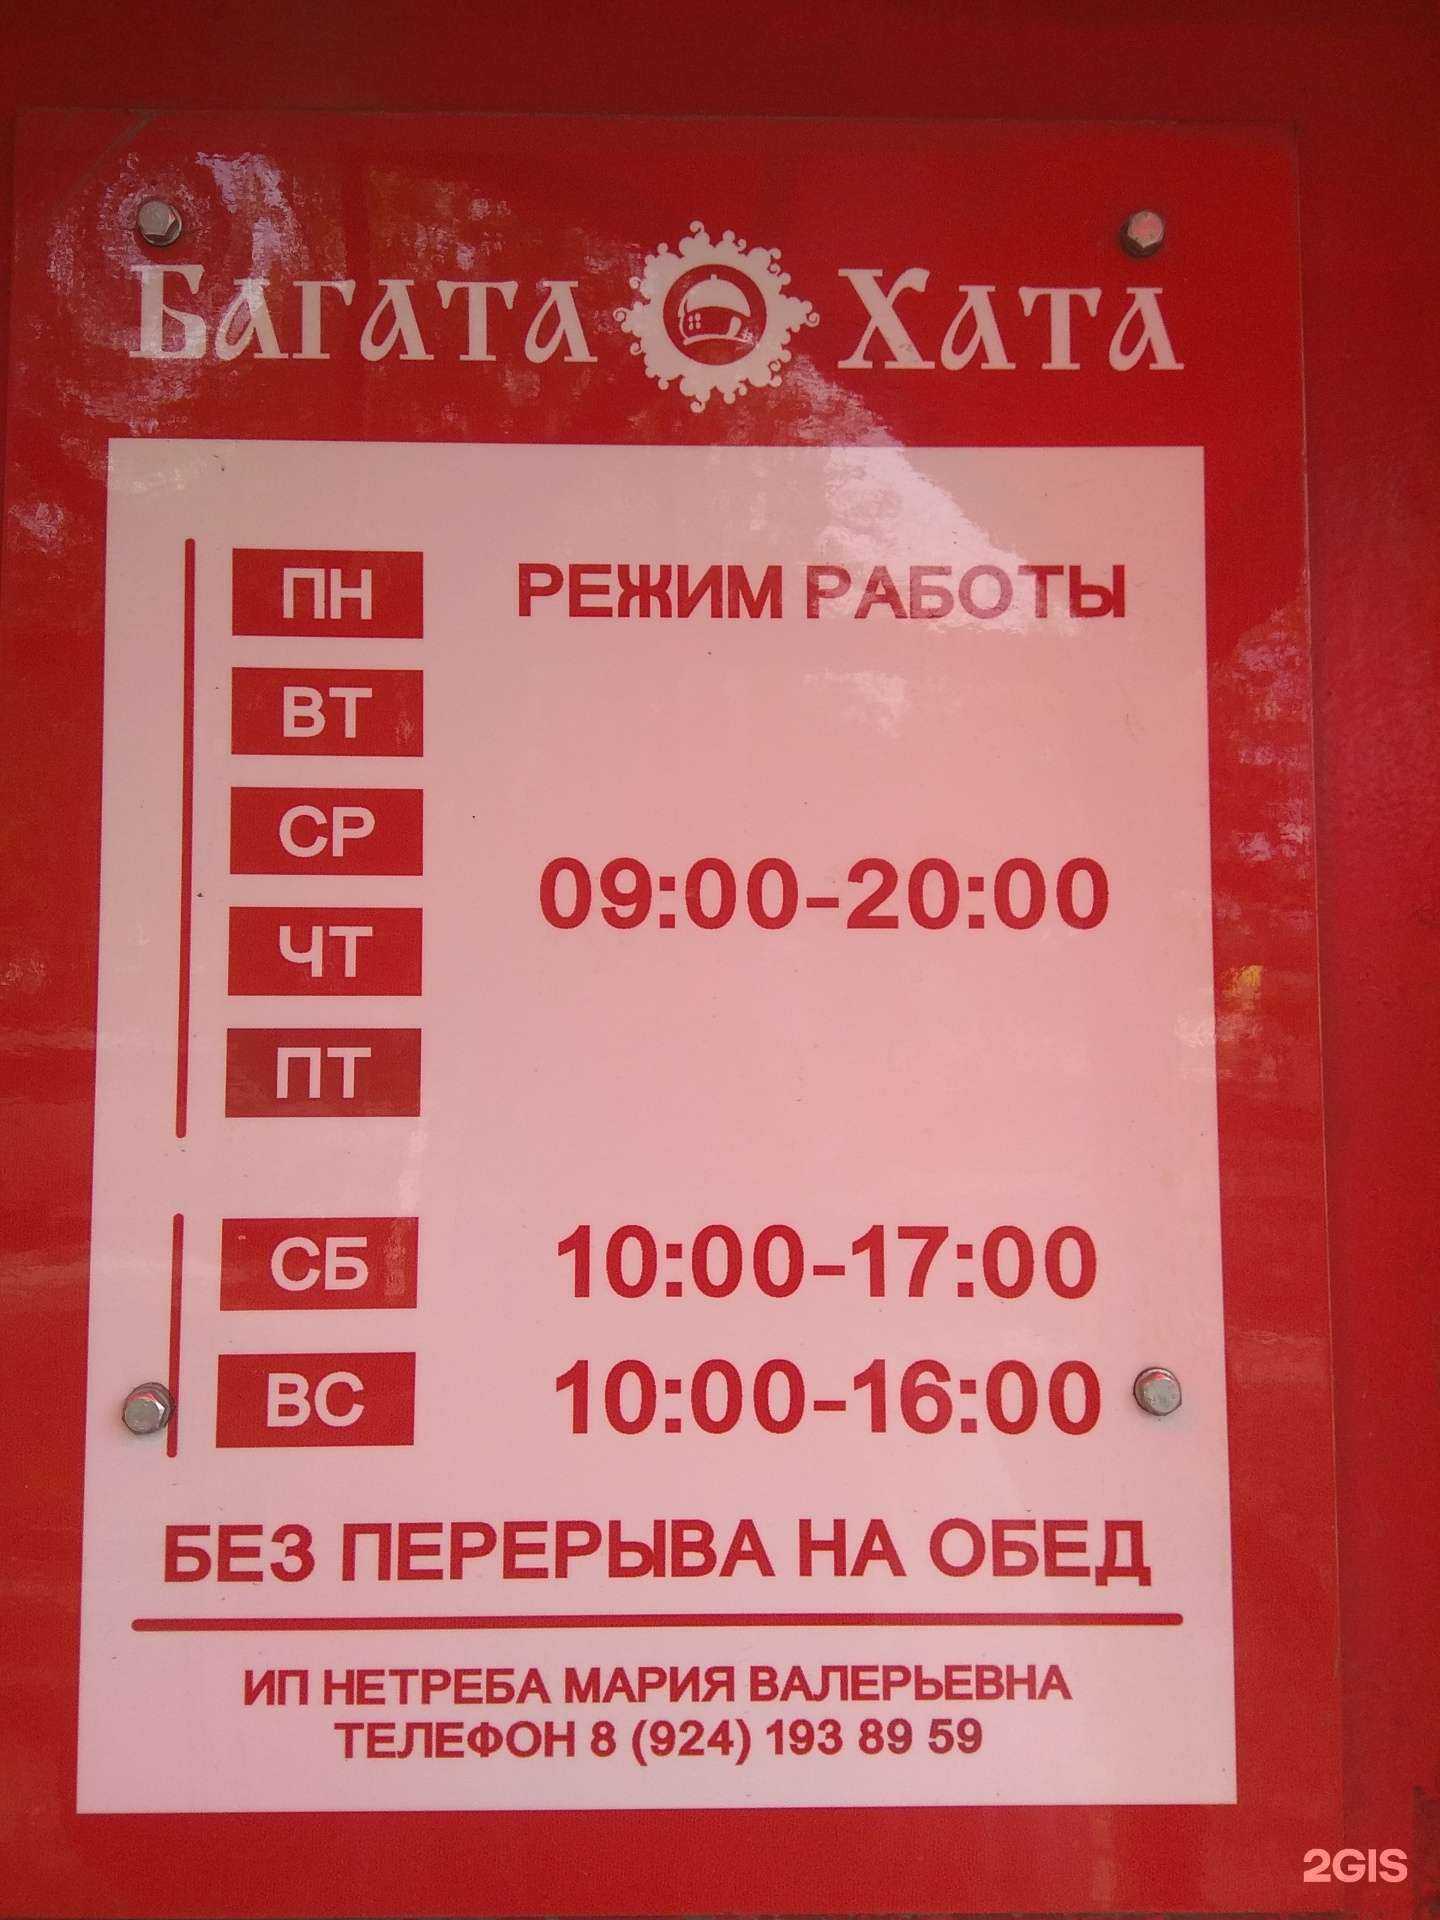 БАГАТА ХАТА
ПН РЕЖИМ РАБОТЫ
ВТ
СР
09:00-20:00
ЧТ
ПТ
СБ 10:00-17:00
ВС 10:00-16:00
БЕЗ ПЕРЕРЫВА НА ОБЕД
ИП НЕТРЕБА МАРИЯ ВАЛЕРЬЕВНА
ТЕЛЕФОН 8 (924) 193 89 59
2GIS